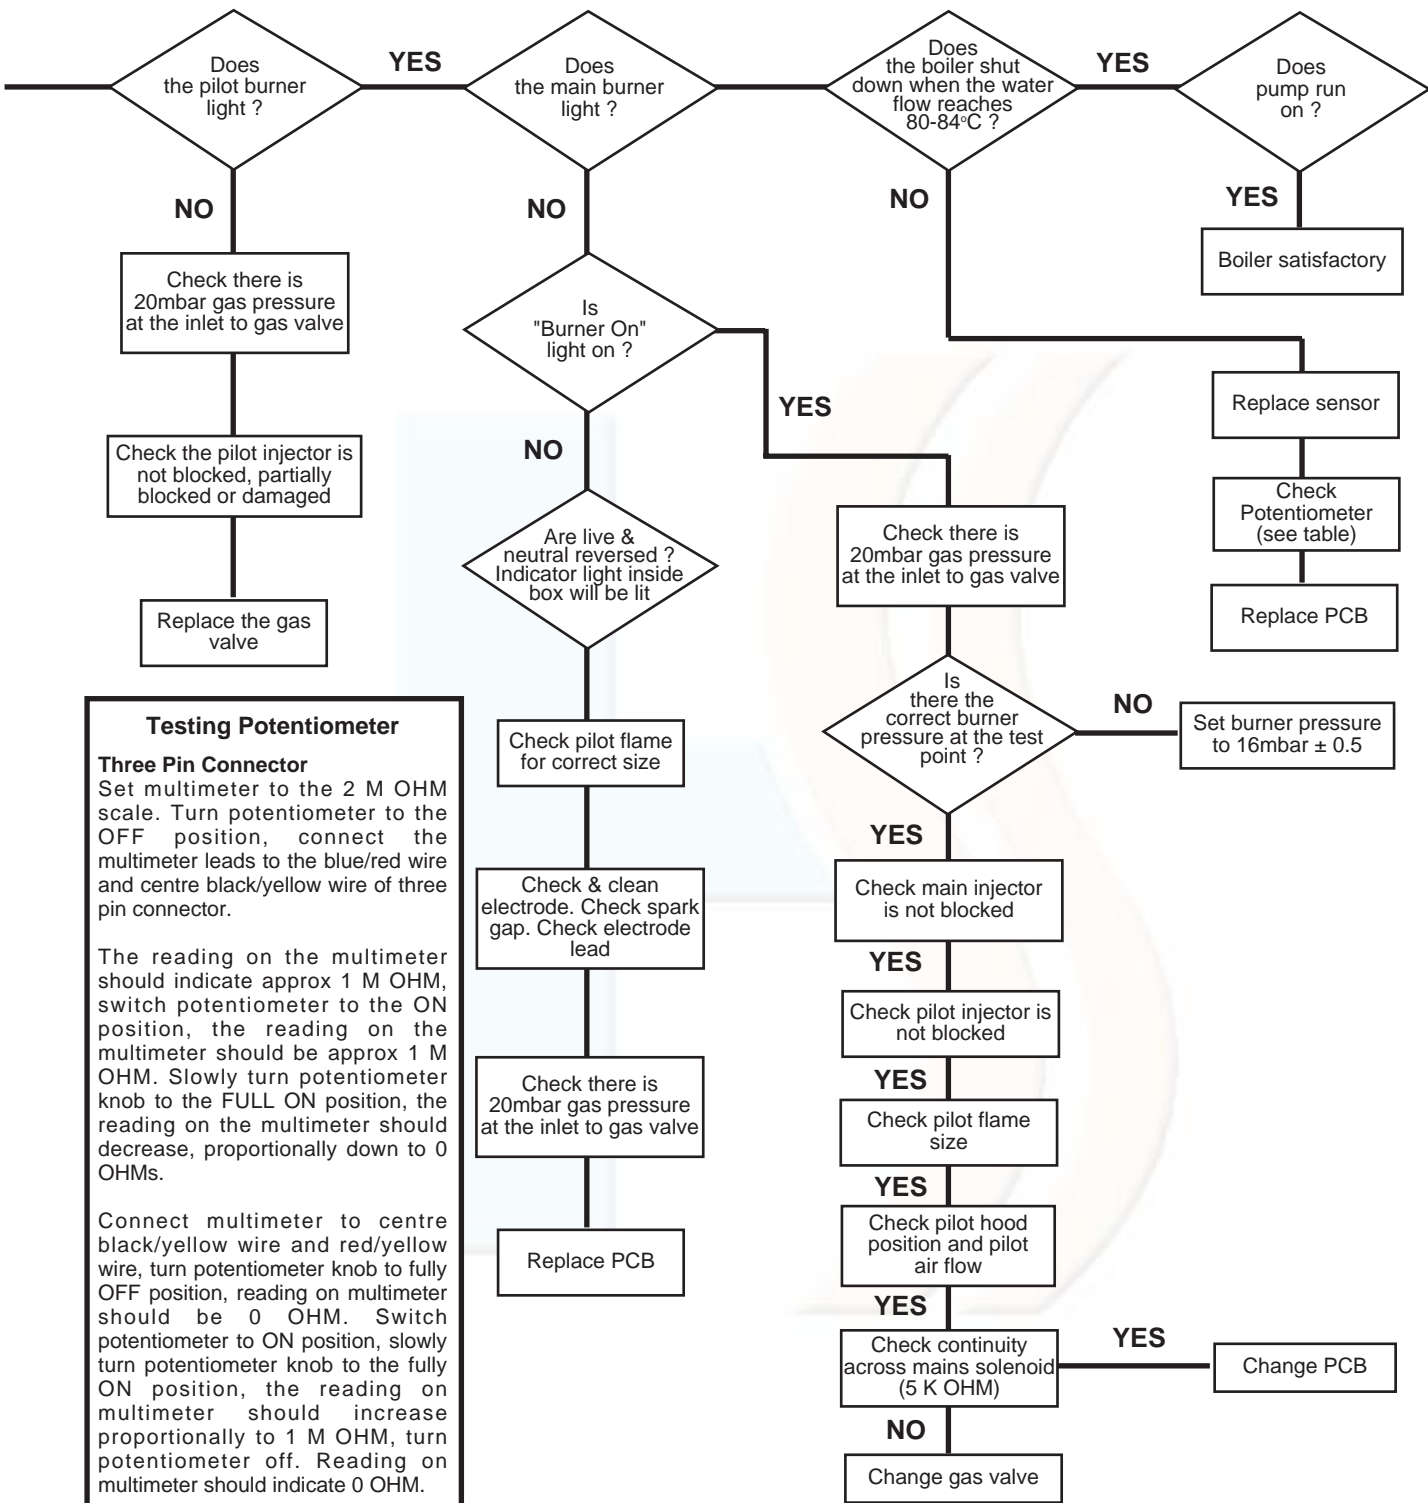 Does
the pilot burner
light ?
YES
Does
the main burner
light ?
Does
the boiler shut
down when the water
flow reaches
80-84°C ?
YES
Does
pump run
on ?
NO
NO
NO
YES
Check there is
20mbar gas pressure
at the inlet to gas valve
Boiler satisfactory
Is
"Burner On"
light on ?
YES
NO
Replace sensor
Check the pilot injector is
not blocked, partially
blocked or damaged
Check
Potentiometer
(see table)
Are live &
neutral reversed ?
Indicator light inside
box will be lit
Check there is
20mbar gas pressure
at the inlet to gas valve
Replace the gas
valve
Replace PCB
Is
there the
correct burner
pressure at the test
point ?
NO
Set burner pressure
to 16mbar ± 0.5
Check pilot flame
for correct size
YES
Check & clean
electrode. Check spark
gap. Check electrode
lead
Check main injector
is not blocked
YES
Check pilot injector is
not blocked
YES
Check there is
20mbar gas pressure
at the inlet to gas valve
Check pilot flame
size
YES
Check pilot hood
position and pilot
air flow
Replace PCB
YES
Check continuity
across mains solenoid
(5 K OHM)
YES
Change PCB
NO
Change gas valve
Testing Potentiometer
Three Pin Connector
Set multimeter to the 2 M OHM
scale. Turn potentiometer to the
OFF position, connect the
multimeter leads to the blue/red wire
and centre black/yellow wire of three
pin connector.
The reading on the multimeter
should indicate approx 1 M OHM,
switch potentiometer to the ON
position, the reading on the
multimeter should be approx 1 M
OHM. Slowly turn potentiometer
knob to the FULL ON position, the
reading on the multimeter should
decrease, proportionally down to 0
OHMs.
Connect multimeter to centre
black/yellow wire and red/yellow
wire, turn potentiometer knob to fully
OFF position, reading on multimeter
should be 0 OHM. Switch
potentiometer to ON position, slowly
turn potentiometer knob to the fully
ON position, the reading on
multimeter should increase
proportionally to 1 M OHM, turn
potentiometer off. Reading on
multimeter should indicate 0 OHM.